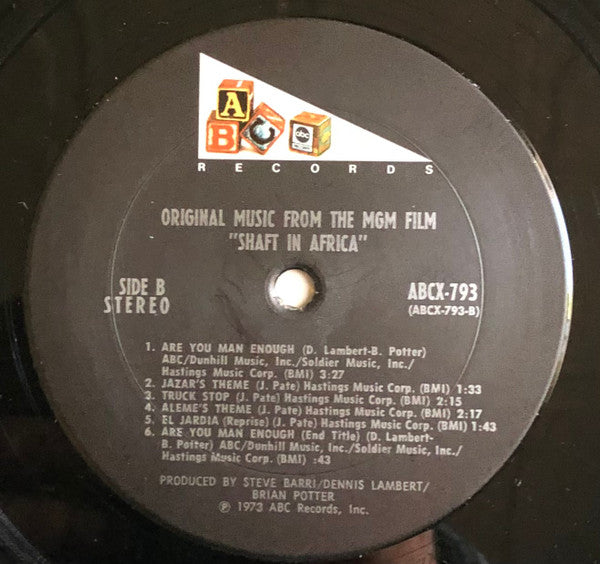 A
B
C
abc
RECORDS
ORIGINAL MUSIC FROM THE MGM FILM
"SHAFT IN AFRICA"
SIDE B
STEREO
ABCX-793
(ABCX-793-B)
1. ARE YOU MAN ENOUGH (D. Lambert-B. Potter)
ABC/Dunhill Music, Inc./Soldier Music, Inc./
Hastings Music Corp. (BMI) 3:27
2. JAZAR'S THEME (J. Pate) Hastings Music Corp. (BMI) 1:33
3. TRUCK STOP (J. Pate) Hastings Music Corp. (BMI) 2:15
4. ALEME'S THEME (J. Pate) Hastings Music Corp. (BMI) 2:17
5. EL JARDIA (Reprise) (J. Pate) Hastings Music Corp. (BMI) 1:43
6. ARE YOU MAN ENOUGH (End Title) (D. Lambert-
B. Potter) ABC/Dunhill Music, Inc./Soldier Music, Inc./
Hastings Music Corp. (BMI) :43
PRODUCED BY STEVE BARRI/DENNIS LAMBERT/
BRIAN POTTER
℗ 1973 ABC Records, Inc.